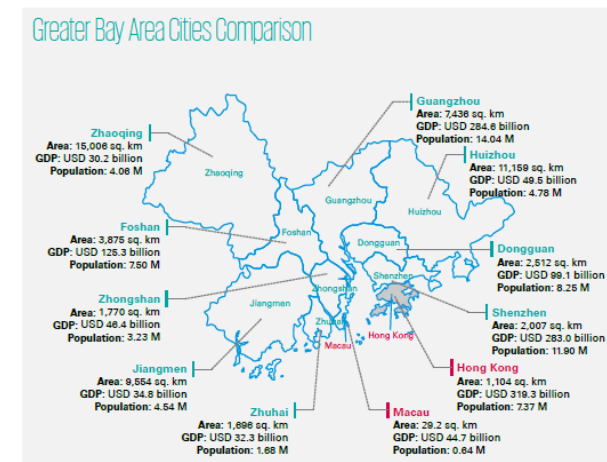 Greater Bay Area Cities Comparison
Guangzhou
Area: 7,436 sq. km
GDP: USD 284.6 billion
Population: 14.04 M
Zhaoqing
Area: 15,006 sq. km
GDP: USD 30.2 billion
Population: 4.08 M
Huizhou
Area: 11,159 sq. km
GDP: USD 49.5 billion
Population: 4.78 M
Zhaoqing
Guangzhou
Huizhou
Foshan
Area: 3,875 sq. km
GDP: USD 125.3 billion
Population: 7.50 M
Foshan
Dongguan
Dongguan
Area: 2,512 sq. km
GDP: USD 99.1 billion
Population: 8.25 M
Shenzhen
Zhongshan
Zhongshan
Area: 1,770 sq. km
GDP: USD 46.4 billion
Population: 3.23 M
Jiangmen
Zhuhai
Macau
Hong Kong
Shenzhen
Area: 2,007 sq. km
GDP: USD 283.0 billion
Population: 11.90 M
Jiangmen
Area: 9,554 sq. km
GDP: USD 34.8 billion
Population: 4.54 M
Hong Kong
Area: 1,104 sq. km
GDP: USD 319.3 billion
Population: 7.37 M
Zhuhai
Area: 1,696 sq. km
GDP: USD 32.3 billion
Population: 1.68 M
Macau
Area: 29.2 sq. km
GDP: USD 44.7 billion
Population: 0.64 M